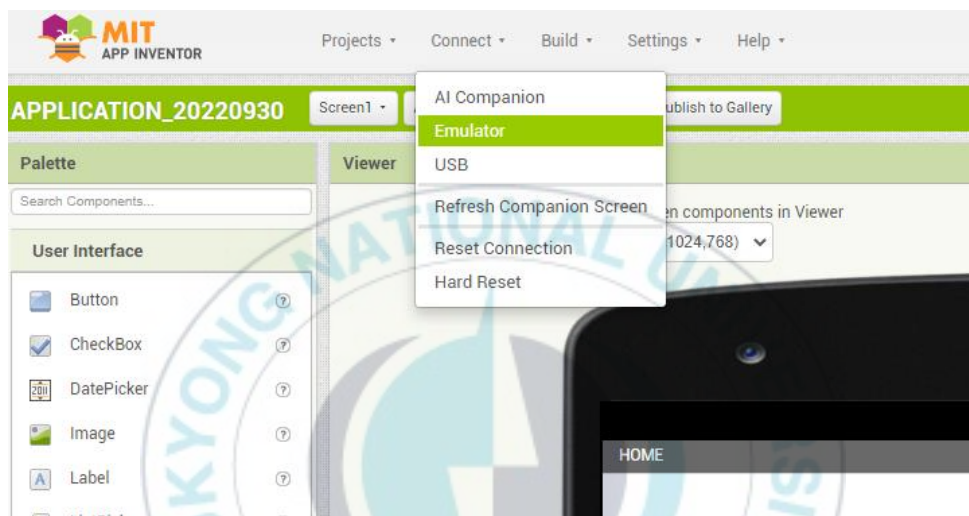 MIT
APP INVENTOR
Projects
Connect
Build
Settings
Help
APPLICATION_20220930
Screen1
ublish to Gallery
AI Companion
Emulator
USB
Refresh Companion Screen
Reset Connection
Hard Reset
Palette
Viewer
Search Components...
en components in Viewer
1024,768)
User Interface
Button
CheckBox
DatePicker
Image
Label
HOME
NATIONAL